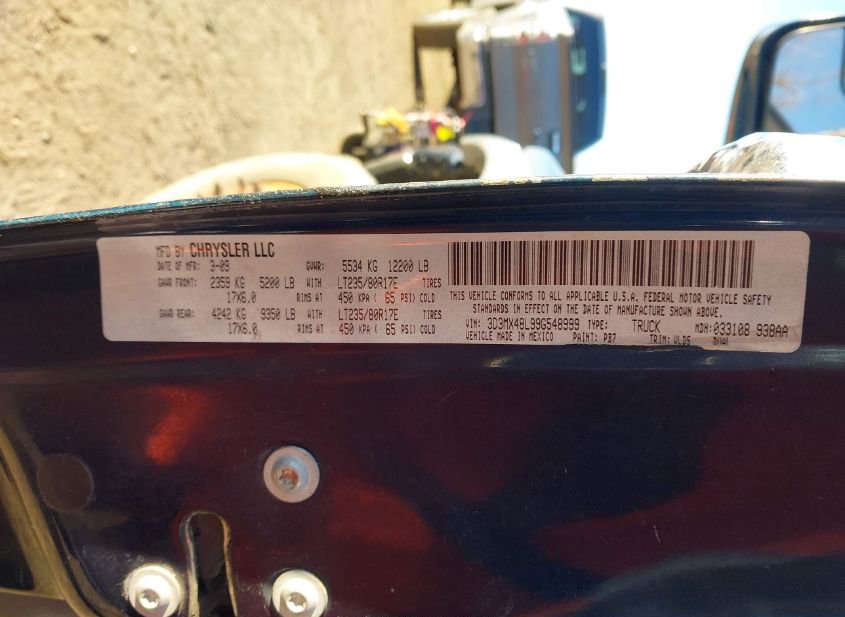 MFD BY CHRYSLER LLC
DATE OF MFR: 3-09 GVWR: 5534 KG 12200 LB
GAWR FRONT: 2359 KG 5200 LB WITH LT235/80R17E TIRES
17X6.0 RIMS AT 450 KPA ( 65 PSI) COLD
GAWR REAR: 4242 KG 9350 LB WITH LT235/80R17E TIRES
17X6.0 RIMS AT 450 KPA ( 65 PSI) COLD
THIS VEHICLE CONFORMS TO ALL APPLICABLE U.S.A. FEDERAL MOTOR VEHICLE SAFETY
STANDARDS IN EFFECT ON THE DATE OF MANUFACTURE SHOWN ABOVE.
VIN: 3D3MX48L99G548999 TYPE: TRUCK MDH: 033108 938AA
VEHICLE MADE IN MEXICO PAINT: PB7 TRIM: VLD5